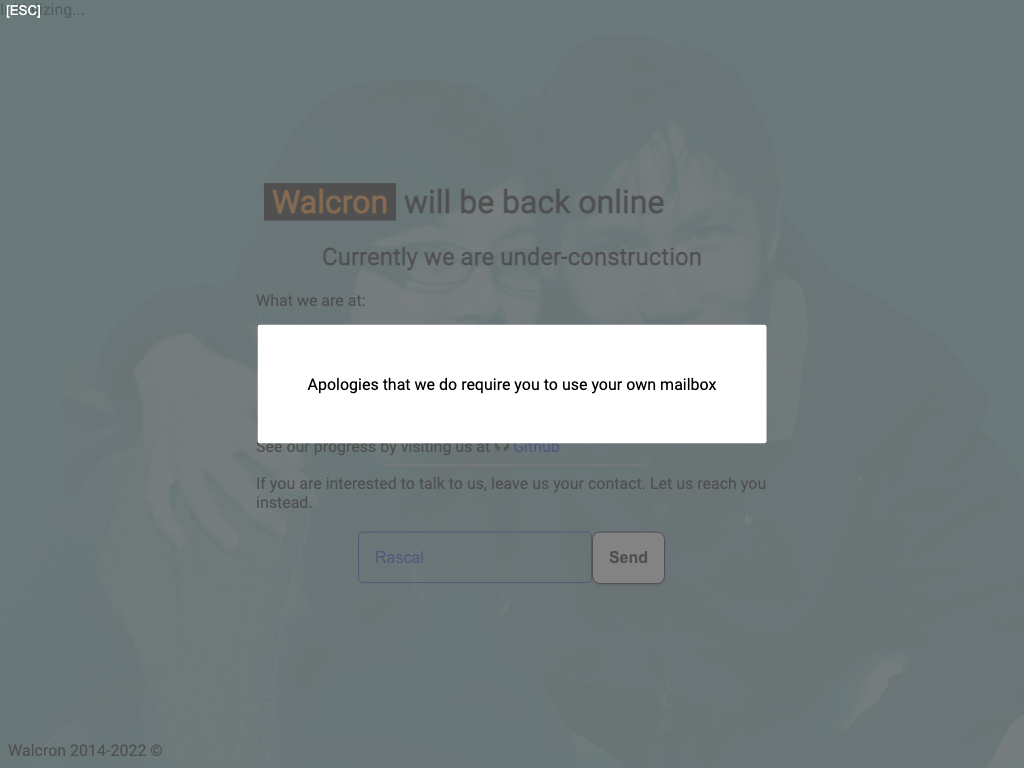 [ESC]zing...
Walcron will be back online
Currently we are under-construction
What we are at:
Apologies that we do require you to use your own mailbox
See our progress by visiting us at Github
If you are interested to talk to us, leave us your contact. Let us reach you
instead.
Rascal Send
Walcron 2014-2022 ©